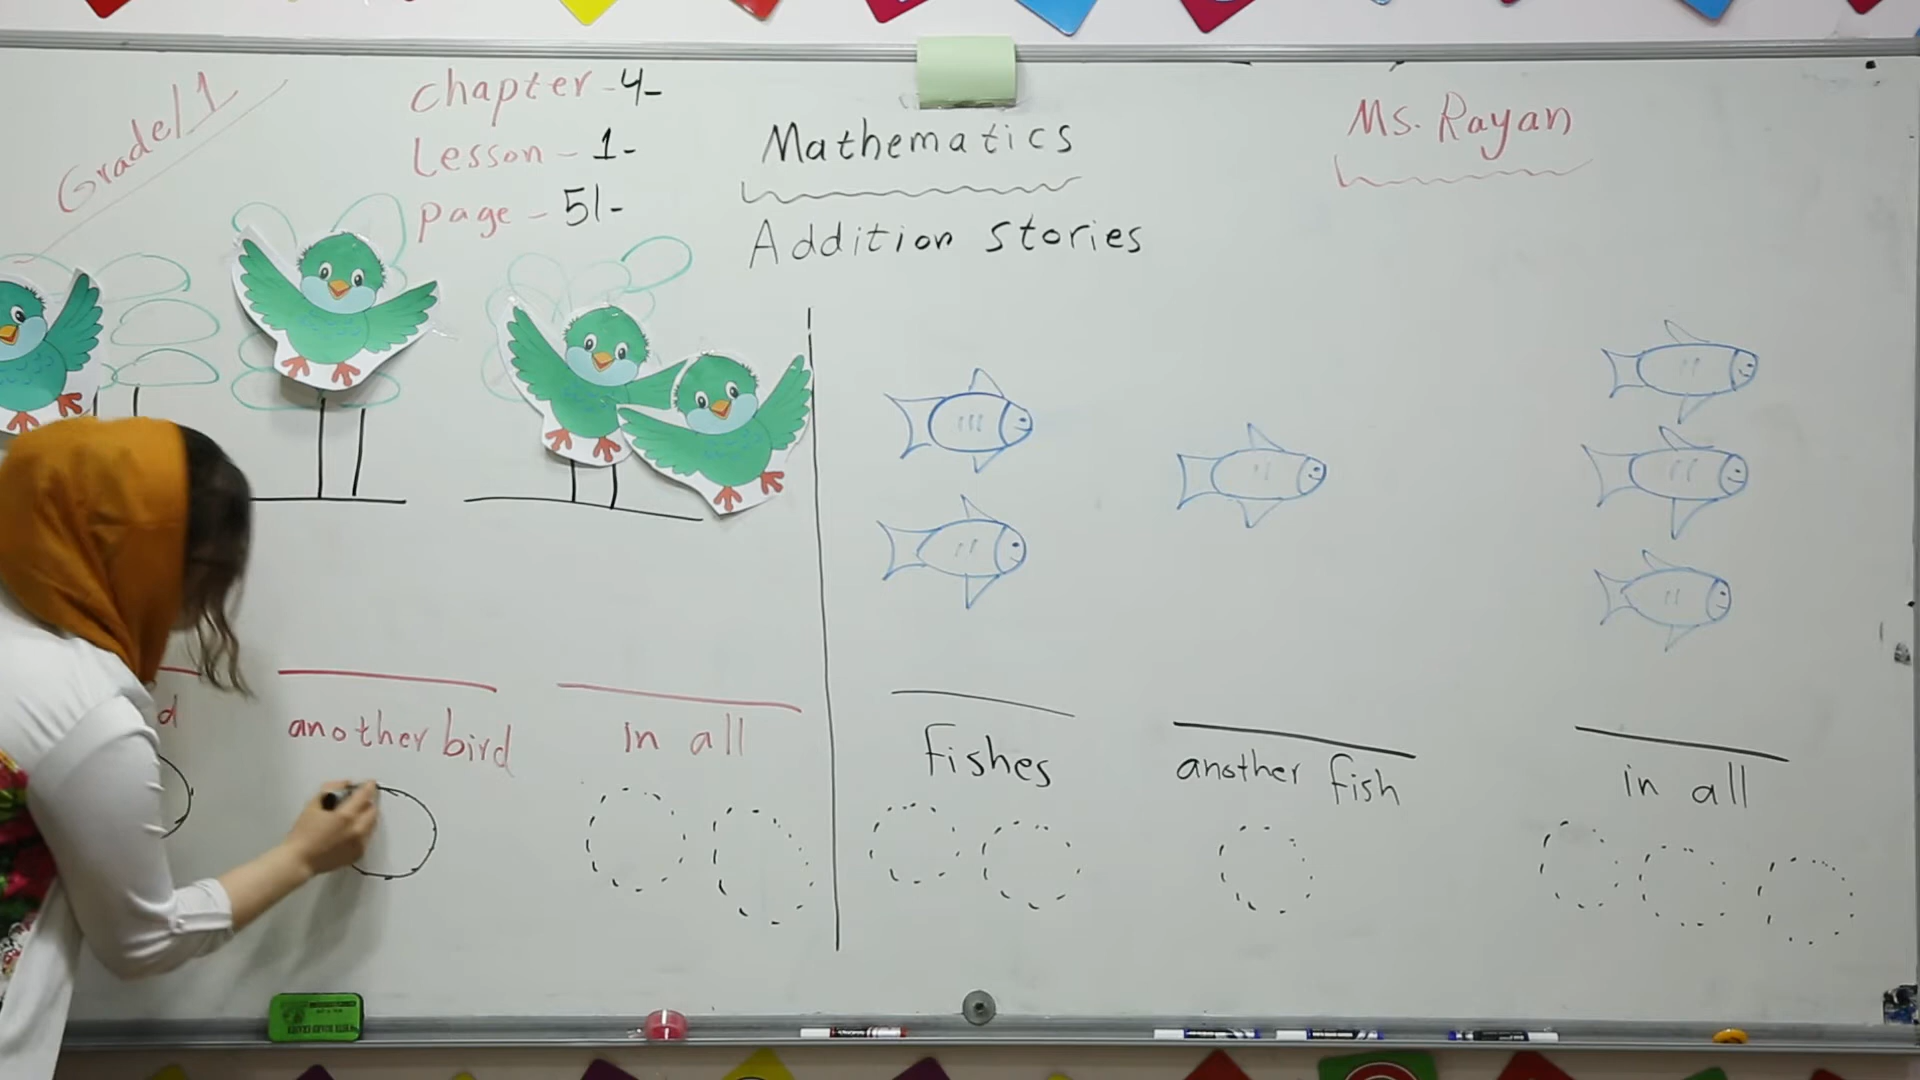 Grade/1
Chapter - 4 -
Lesson - 1 -
page - 51 -
Mathematics
Addition stories
Ms. Rayan
another bird
in all
fishes
another fish
in all